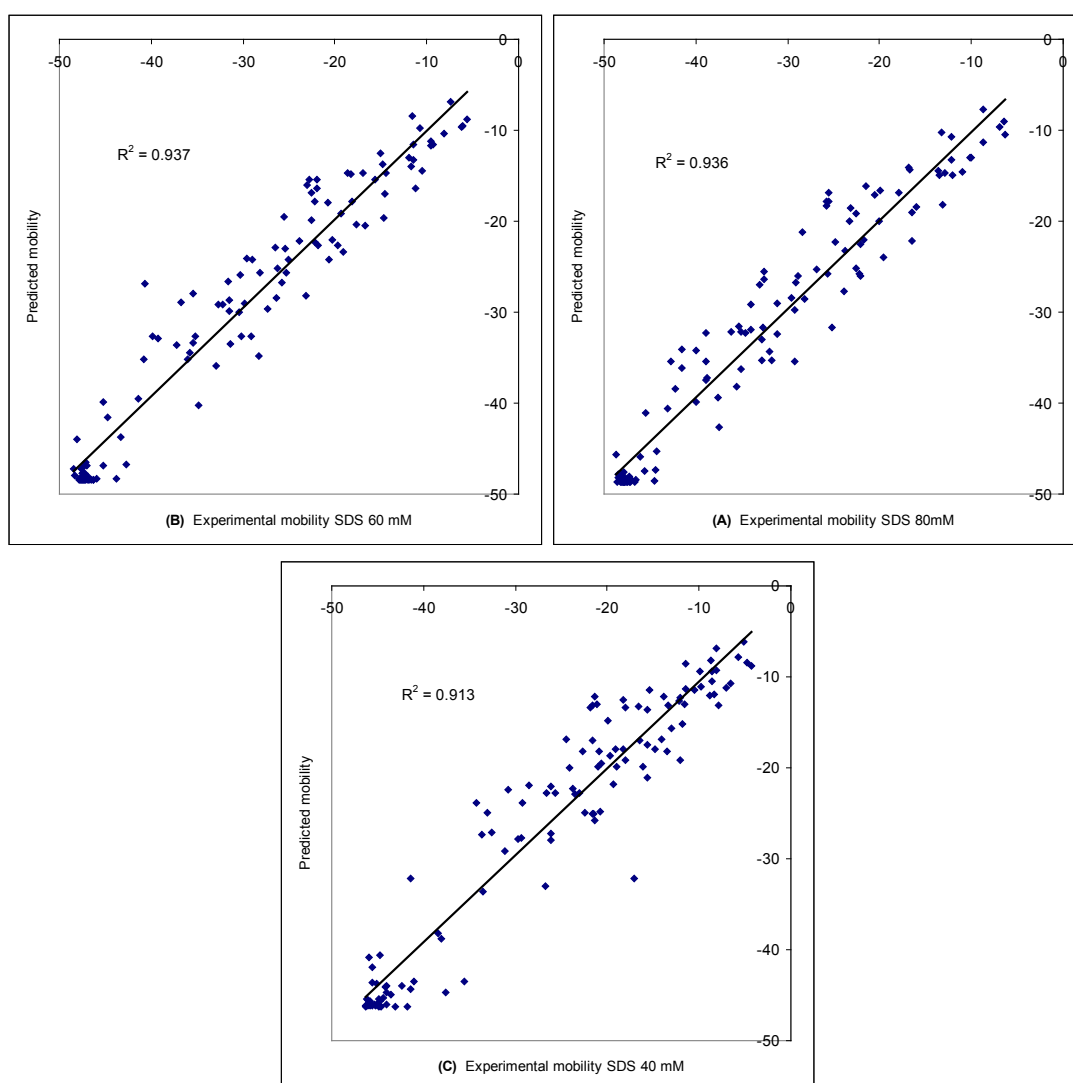 0
-50 -40 -30 -20 -10 0
-10
R² = 0.937
-20
Predicted mobility
-30
-40
-50
(B) Experimental mobility SDS 60 mM
0
-50 -40 -30 -20 -10 0
-10
R² = 0.936
-20
Predicted mobility
-30
-40
-50
(A) Experimental mobility SDS 80mM
0
-50 -40 -30 -20 -10 0
-10
R² = 0.913
-20
Predicted mobility
-30
-40
-50
(C) Experimental mobility SDS 40 mM